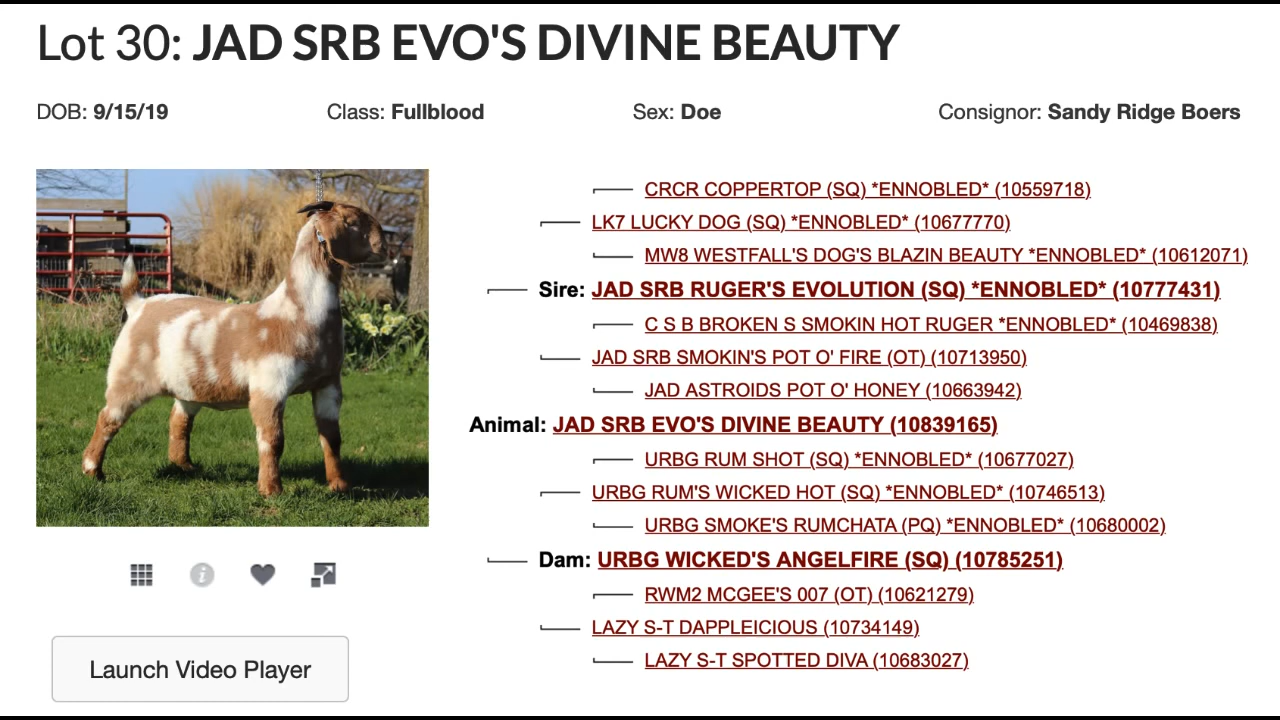 Lot 30: JAD SRB EVO'S DIVINE BEAUTY
DOB: 9/15/19 Class: Fullblood Sex: Doe Consignor: Sandy Ridge Boers
CRCR COPPERTOP (SQ) *ENNOBLED* (10559718)
LK7 LUCKY DOG (SQ) *ENNOBLED* (10677770)
MW8 WESTFALL'S DOG'S BLAZIN BEAUTY *ENNOBLED* (10612071)
Sire: JAD SRB RUGER'S EVOLUTION (SQ) *ENNOBLED* (10777431)
C S B BROKEN S SMOKIN HOT RUGER *ENNOBLED* (10469838)
JAD SRB SMOKIN'S POT O' FIRE (OT) (10713950)
JAD ASTROIDS POT O' HONEY (10663942)
Animal: JAD SRB EVO'S DIVINE BEAUTY (10839165)
URBG RUM SHOT (SQ) *ENNOBLED* (10677027)
URBG RUM'S WICKED HOT (SQ) *ENNOBLED* (10746513)
URBG SMOKE'S RUMCHATA (PQ) *ENNOBLED* (10680002)
Dam: URBG WICKED'S ANGELFIRE (SQ) (10785251)
RWM2 MCGEE'S 007 (OT) (10621279)
LAZY S-T DAPPLEICIOUS (10734149)
LAZY S-T SPOTTED DIVA (10683027)
Launch Video Player